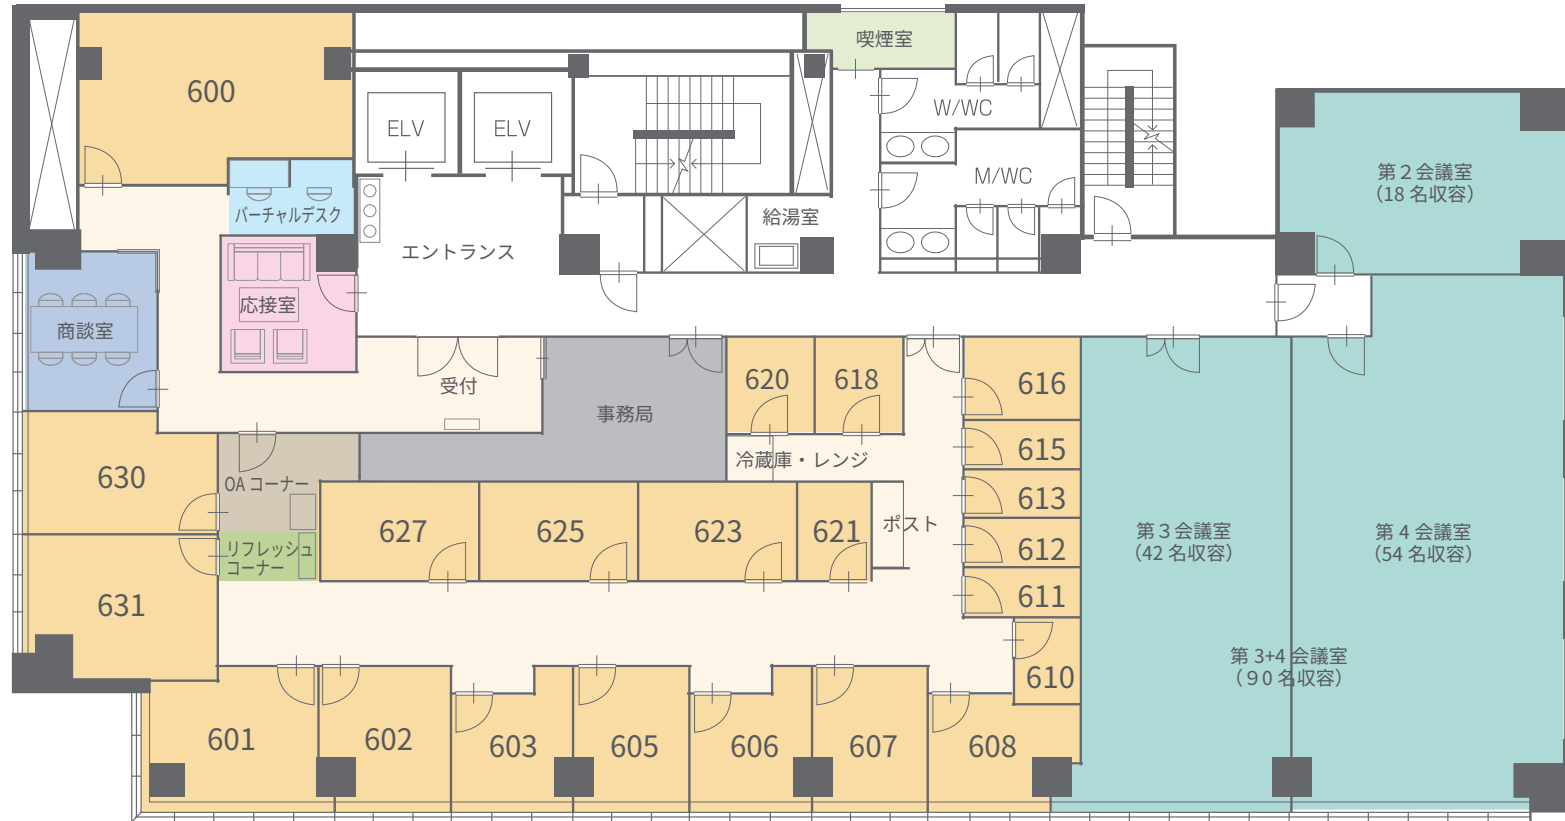 喫煙室
600
ELV
ELV
W/WC
M/WC
第２会議室
（18 名収容）
バーチャルデスク
給湯室
エントランス
応接室
商談室
受付
事務局
620
618
616
冷蔵庫・レンジ
615
630
OA コーナー
613
627
625
623
621
ポスト
第３会議室
（42 名収容）
第 4 会議室
（54 名収容）
612
リフレッシュ
コーナー
611
631
第 3+4 会議室
（９０ 名収容）
610
601
602
603
605
606
607
608